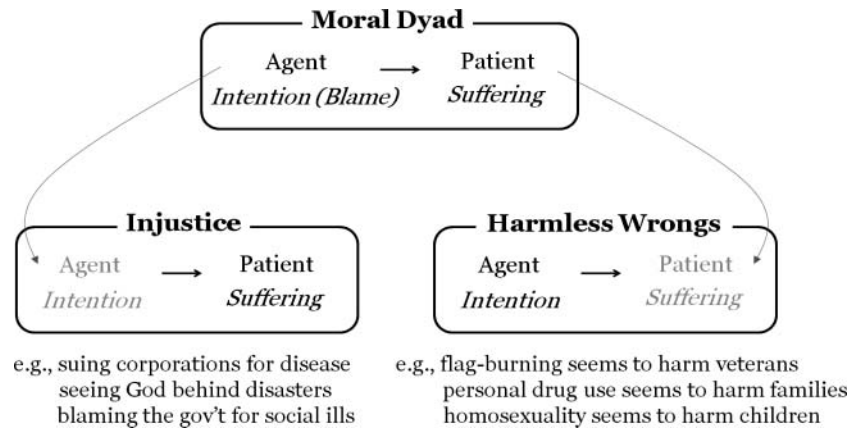 Moral Dyad
Agent → Patient
Intention (Blame) Suffering
Injustice
Agent → Patient
Intention Suffering
e.g., suing corporations for disease
seeing God behind disasters
blaming the gov't for social ills
Harmless Wrongs
Agent → Patient
Intention Suffering
e.g., flag-burning seems to harm veterans
personal drug use seems to harm families
homosexuality seems to harm children